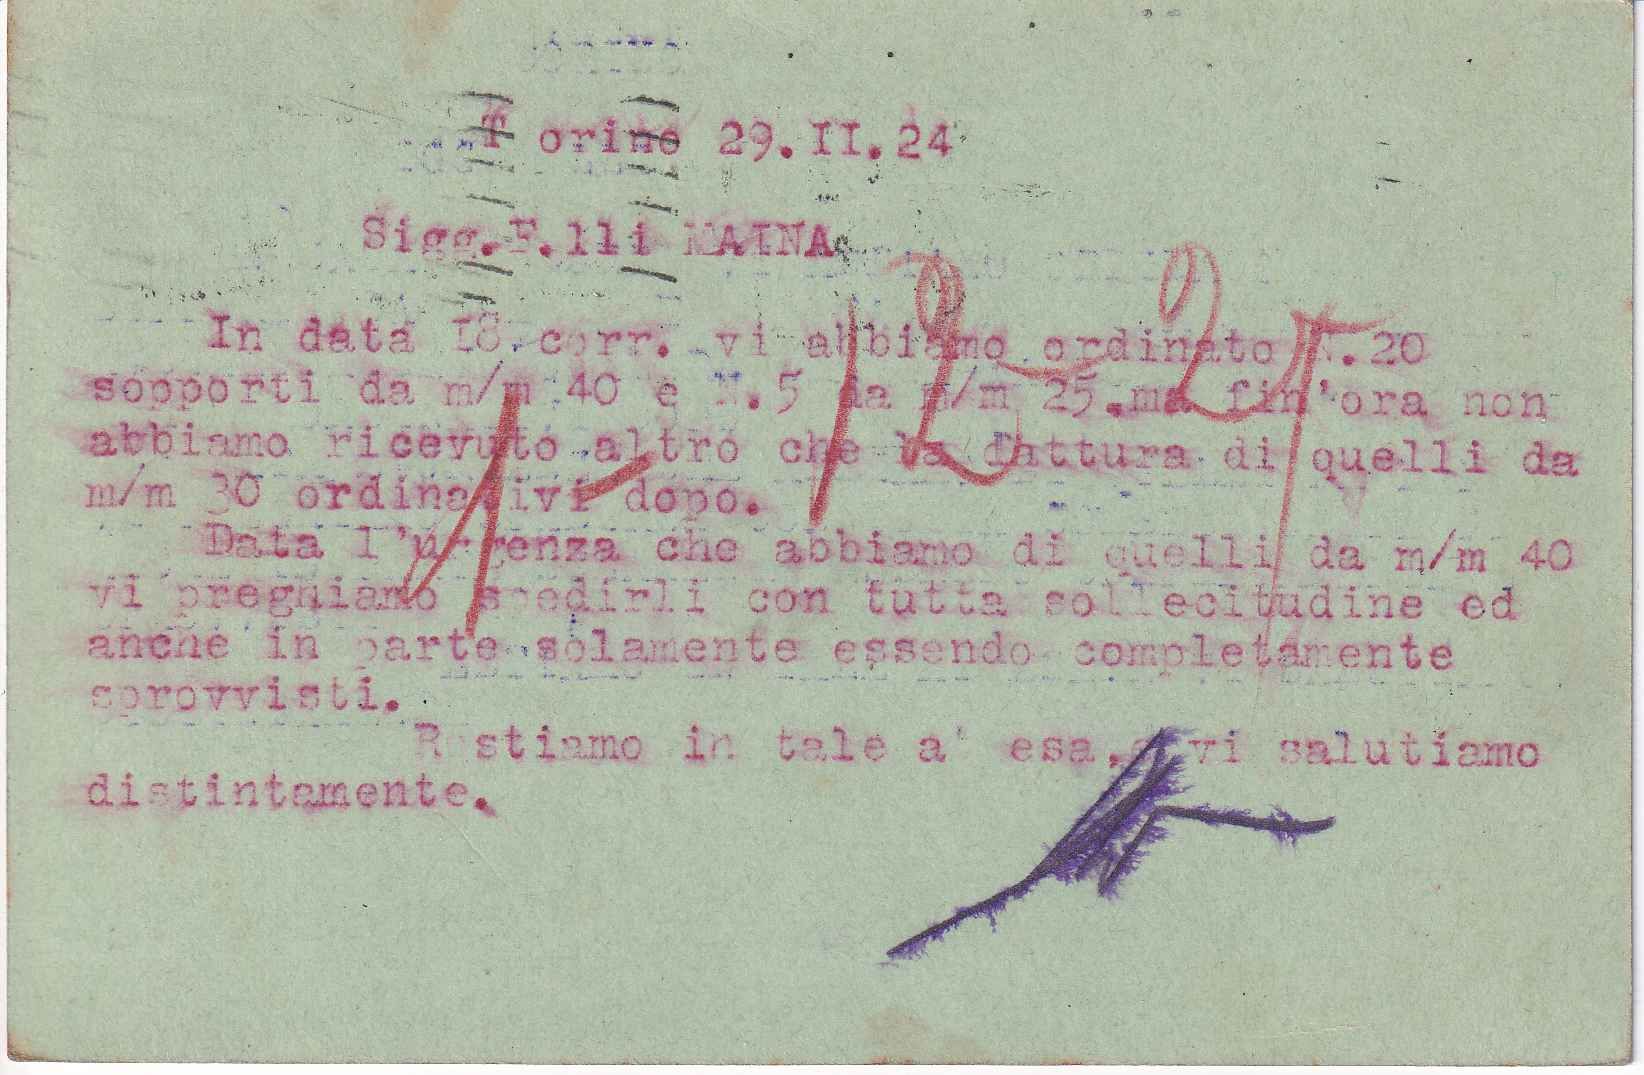 Torino 29.II.24
Sigg.F.lli MAINA
In data I8 corr. vi abbiamo ordinato N.20
sopporti da m/m 40 e N.5 da m/m 25.ma fin'ora non
abbiamo ricevuto altro che la fattura di quelli da
m/m 30 ordinativi dopo.
Data l'urgenza che abbiamo di quelli da m/m 40
vi preghiamo spedirli con tutta sollecitudine ed
anche in parte solamente essendo completamente
sprovvisti.
Restiamo in tale a' esa.e vi salutiamo
distintamente.
1-12-24